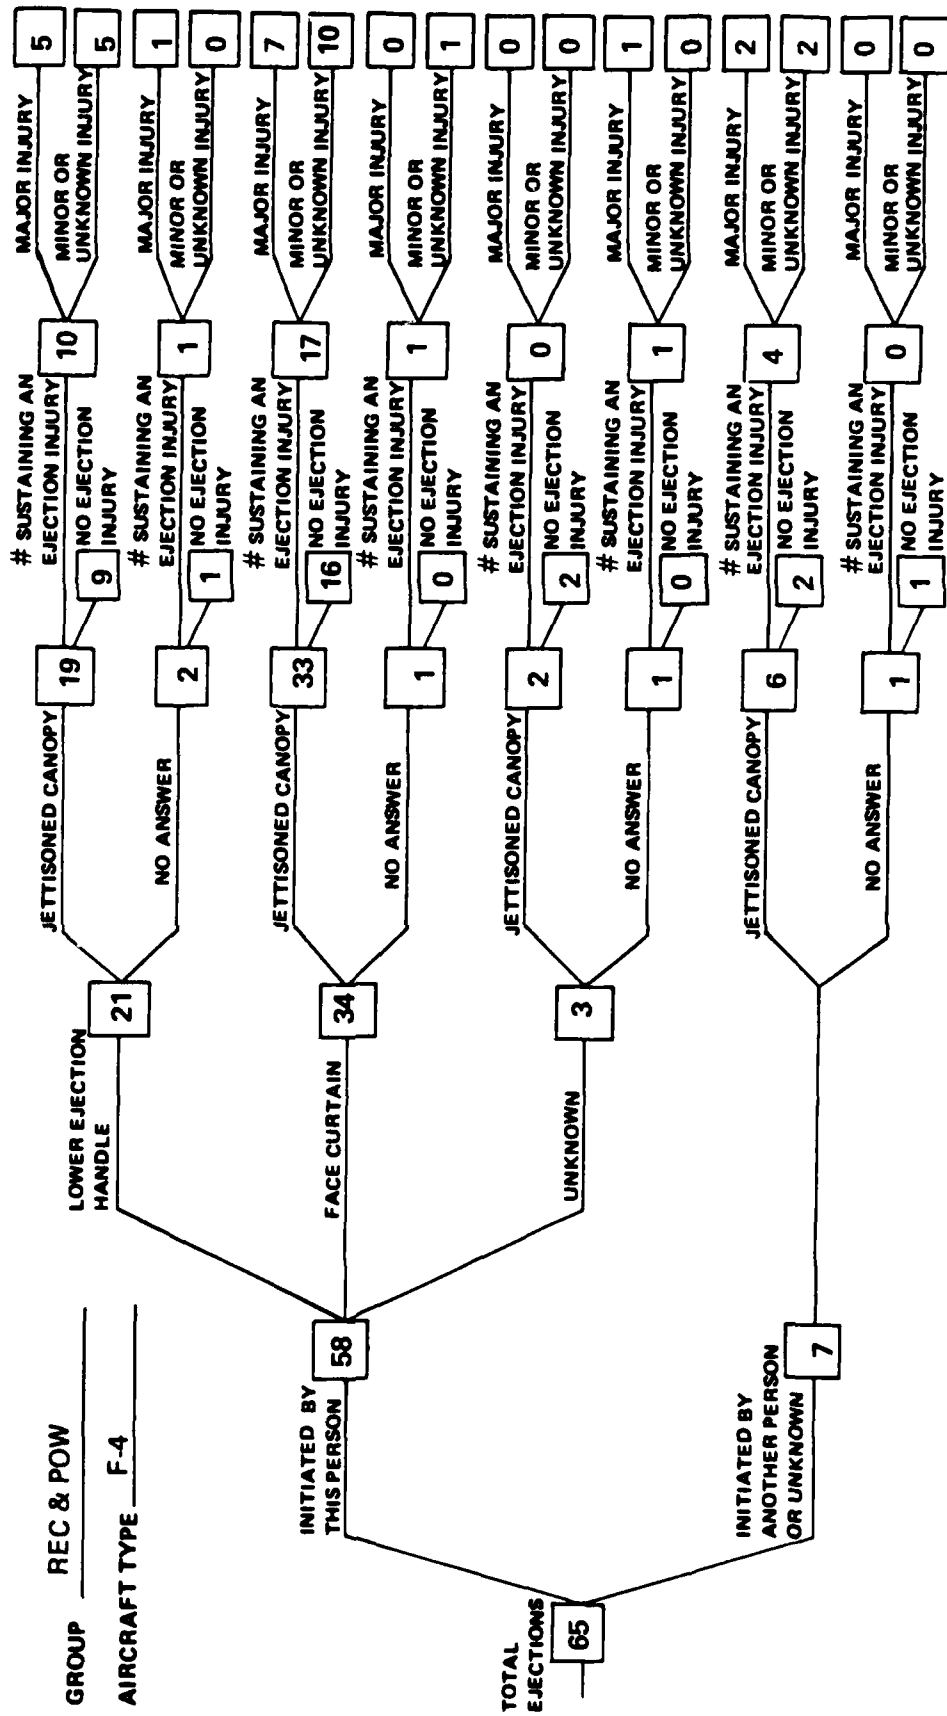 GROUP REC & POW
AIRCRAFT TYPE F-4
TOTAL
EJECTIONS
65
INITIATED BY
THIS PERSON
58
INITIATED BY
ANOTHER PERSON
OR UNKNOWN
7
LOWER EJECTION
HANDLE
21
FACE CURTAIN
34
UNKNOWN
3
JETTISONED CANOPY
19
# SUSTAINING AN
EJECTION INJURY
10
9
NO EJECTION
INJURY
MAJOR INJURY
5
MINOR OR
UNKNOWN INJURY
5
NO ANSWER
2
# SUSTAINING AN
EJECTION INJURY
1
1
NO EJECTION
INJURY
MAJOR INJURY
1
MINOR OR
UNKNOWN INJURY
0
JETTISONED CANOPY
33
# SUSTAINING AN
EJECTION INJURY
17
16
NO EJECTION
INJURY
MAJOR INJURY
7
MINOR OR
UNKNOWN INJURY
10
NO ANSWER
1
# SUSTAINING AN
EJECTION INJURY
1
0
NO EJECTION
INJURY
MAJOR INJURY
0
MINOR OR
UNKNOWN INJURY
1
JETTISONED CANOPY
2
# SUSTAINING AN
EJECTION INJURY
0
2
NO EJECTION
INJURY
MAJOR INJURY
0
MINOR OR
UNKNOWN INJURY
0
NO ANSWER
1
# SUSTAINING AN
EJECTION INJURY
1
0
NO EJECTION
INJURY
MAJOR INJURY
1
MINOR OR
UNKNOWN INJURY
0
JETTISONED CANOPY
6
# SUSTAINING AN
EJECTION INJURY
4
2
NO EJECTION
INJURY
MAJOR INJURY
2
MINOR OR
UNKNOWN INJURY
2
NO ANSWER
1
# SUSTAINING AN
EJECTION INJURY
0
1
NO EJECTION
INJURY
MAJOR INJURY
0
MINOR OR
UNKNOWN INJURY
0